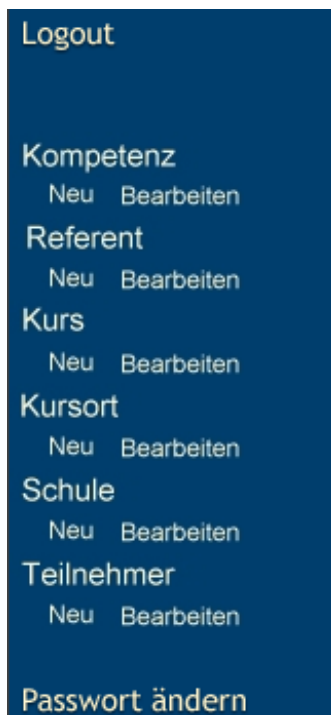 Logout
Kompetenz
Neu Bearbeiten
Referent
Neu Bearbeiten
Kurs
Neu Bearbeiten
Kursort
Neu Bearbeiten
Schule
Neu Bearbeiten
Teilnehmer
Neu Bearbeiten
Passwort ändern